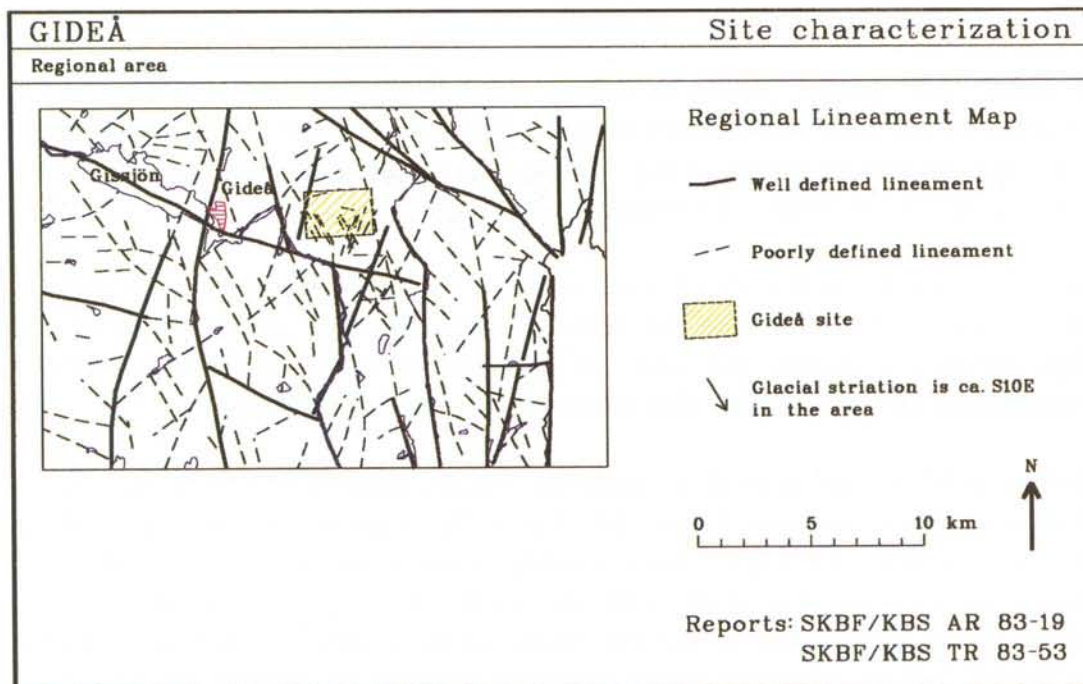 GIDEÅ
Site characterization
Regional area
Gissjön
Gideå
Regional Lineament Map
Well defined lineament
Poorly defined lineament
Gideå site
Glacial striation is ca. S10E
in the area
N
0 5 10 km
Reports: SKBF/KBS AR 83-19
SKBF/KBS TR 83-53